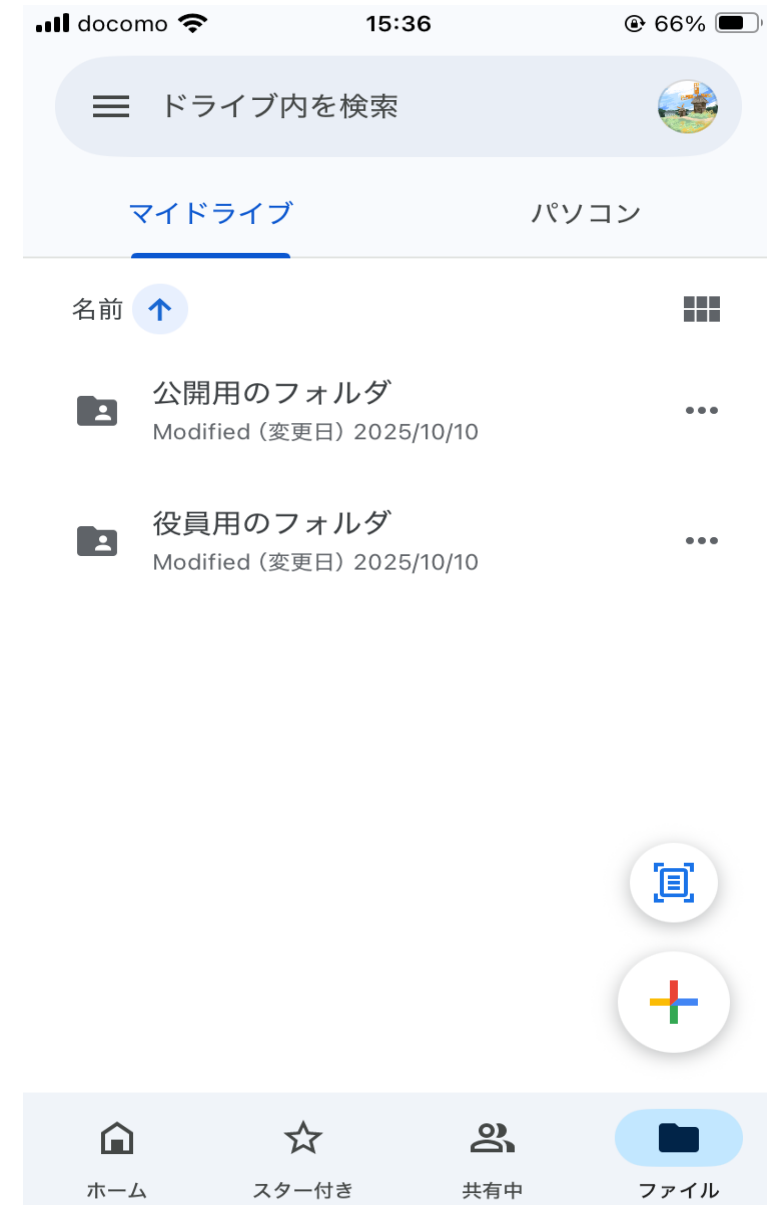 docomo 15:36 66%
ドライブ内を検索
マイドライブ パソコン
名前
公開用のフォルダ
Modified (変更日) 2025/10/10
役員用のフォルダ
Modified (変更日) 2025/10/10
ホーム スター付き 共有中 ファイル